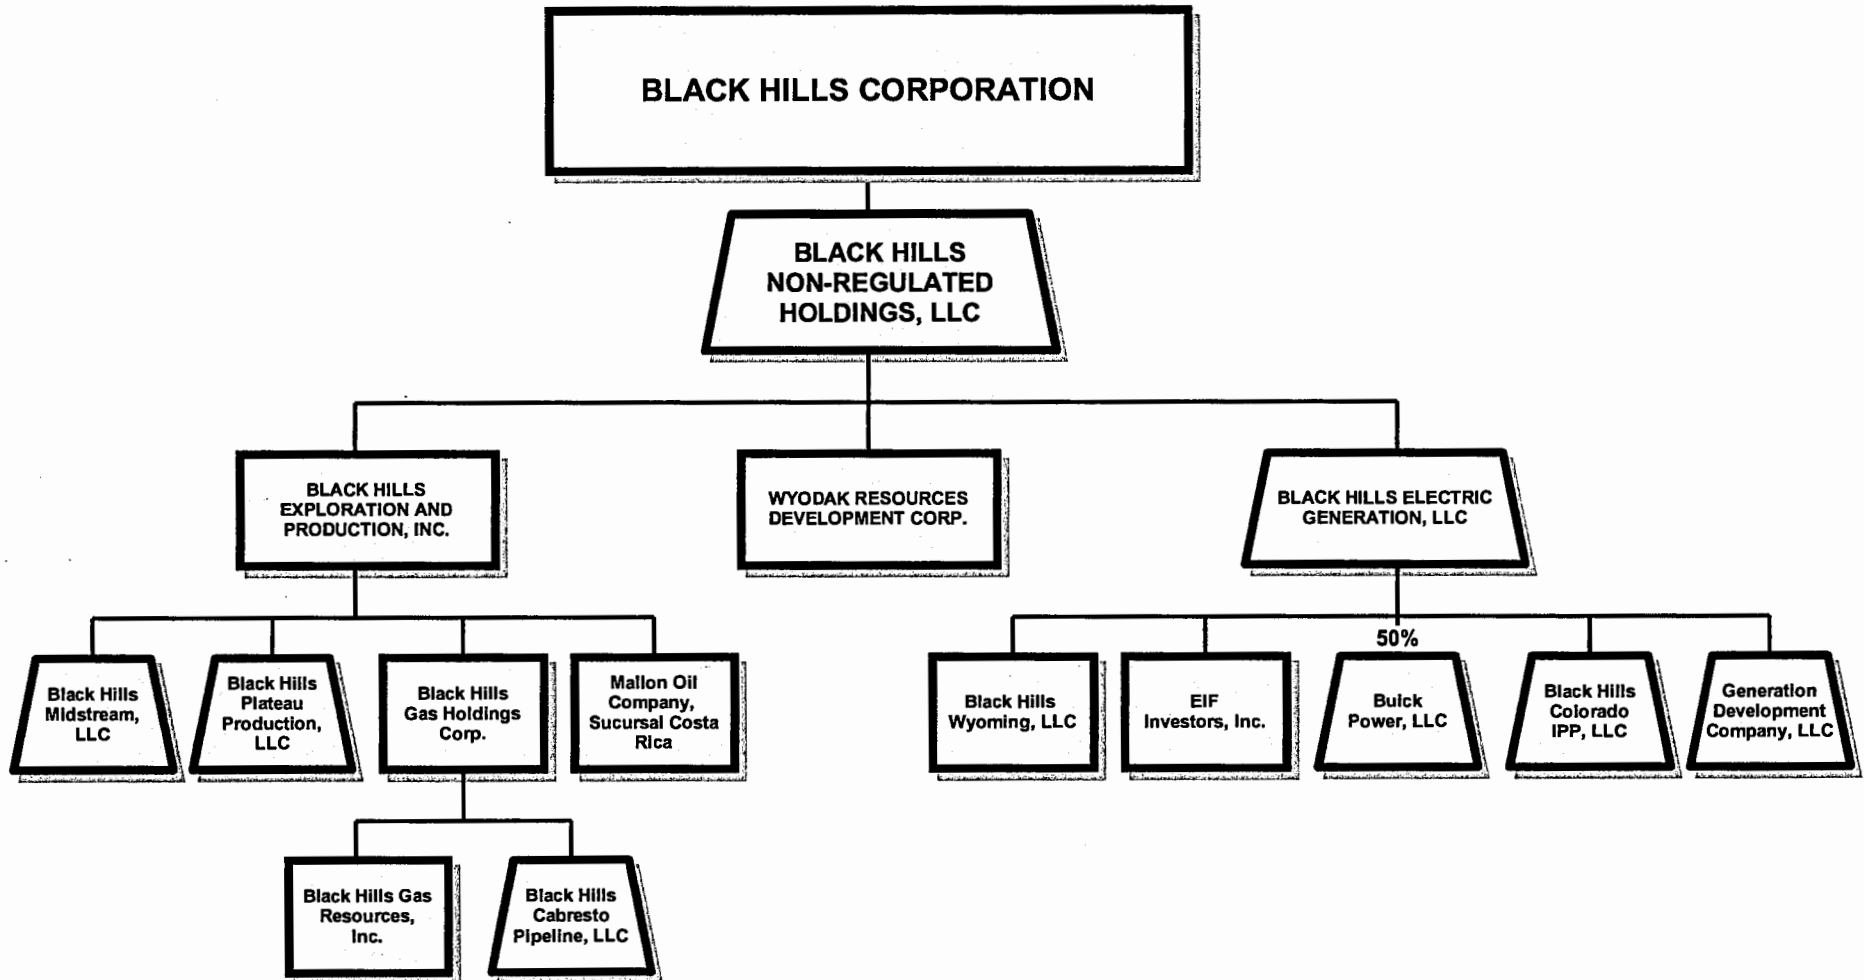 BLACK HILLS CORPORATION
BLACK HILLS
NON-REGULATED
HOLDINGS, LLC
BLACK HILLS
EXPLORATION AND
PRODUCTION, INC.
WYODAK RESOURCES
DEVELOPMENT CORP.
BLACK HILLS ELECTRIC
GENERATION, LLC
50%
Black Hills
Midstream,
LLC
Black Hills
Plateau
Production,
LLC
Black Hills
Gas Holdings
Corp.
Mallon Oil
Company,
Sucursal Costa
Rica
Black Hills
Wyoming, LLC
EIF
Investors, Inc.
Buick
Power, LLC
Black Hills
Colorado
IPP, LLC
Generation
Development
Company, LLC
Black Hills Gas
Resources,
Inc.
Black Hills
Cabresto
Pipeline, LLC